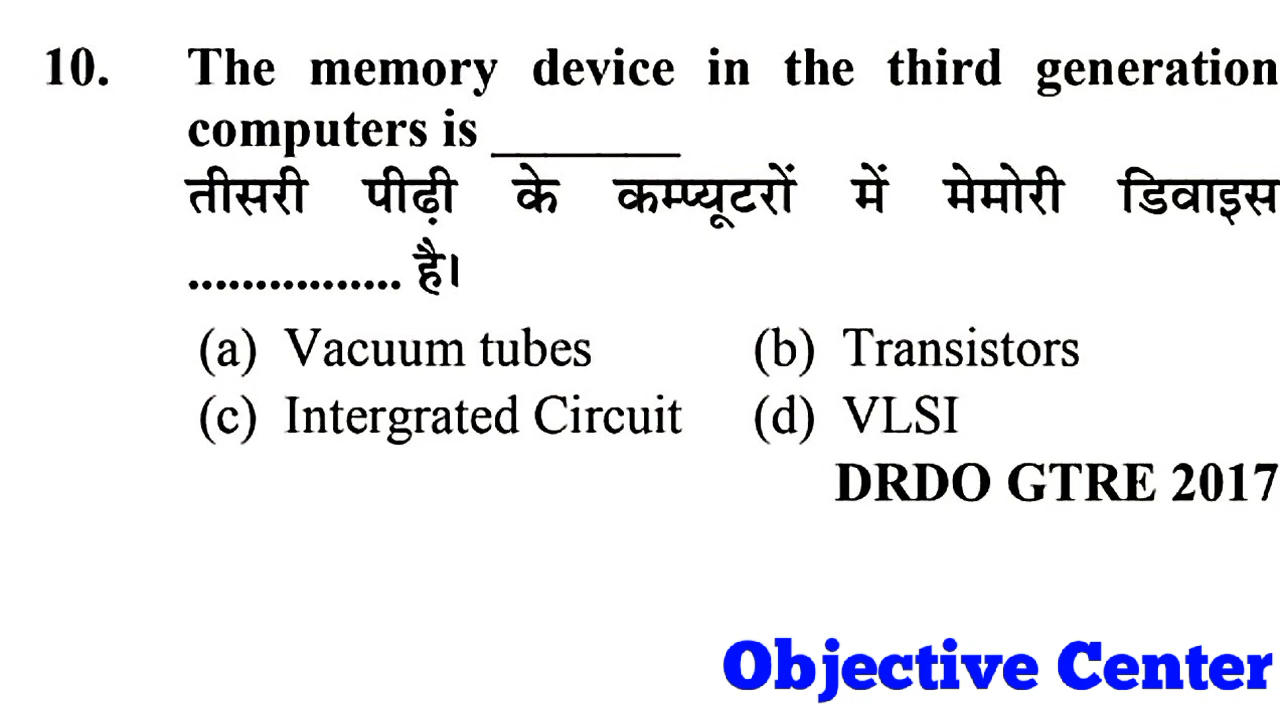 10. The memory device in the third generation
computers is _______
तीसरी पीढ़ी के कम्प्यूटरों में मेमोरी डिवाइस
................ है।
(a) Vacuum tubes (b) Transistors
(c) Intergrated Circuit (d) VLSI
DRDO GTRE 2017
Objective Center